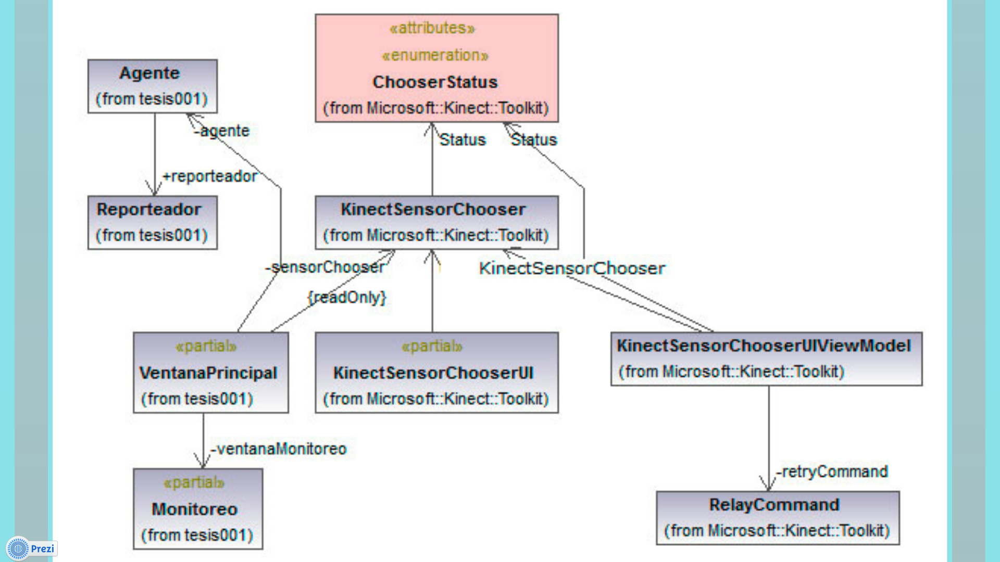 «attributes»
«enumeration»
ChooserStatus
(from Microsoft::Kinect::Toolkit)
Agente
(from tesis001)
-agente
Status
Status
+reporteador
Reporteador
(from tesis001)
KinectSensorChooser
(from Microsoft::Kinect::Toolkit)
-sensorChooser
{readOnly}
KinectSensorChooser
«partial»
VentanaPrincipal
(from tesis001)
«partial»
KinectSensorChooserUI
(from Microsoft::Kinect::Toolkit)
KinectSensorChooserUIViewModel
(from Microsoft::Kinect::Toolkit)
-ventanaMonitoreo
-retryCommand
«partial»
Monitoreo
(from tesis001)
RelayCommand
(from Microsoft::Kinect::Toolkit)
Prezi